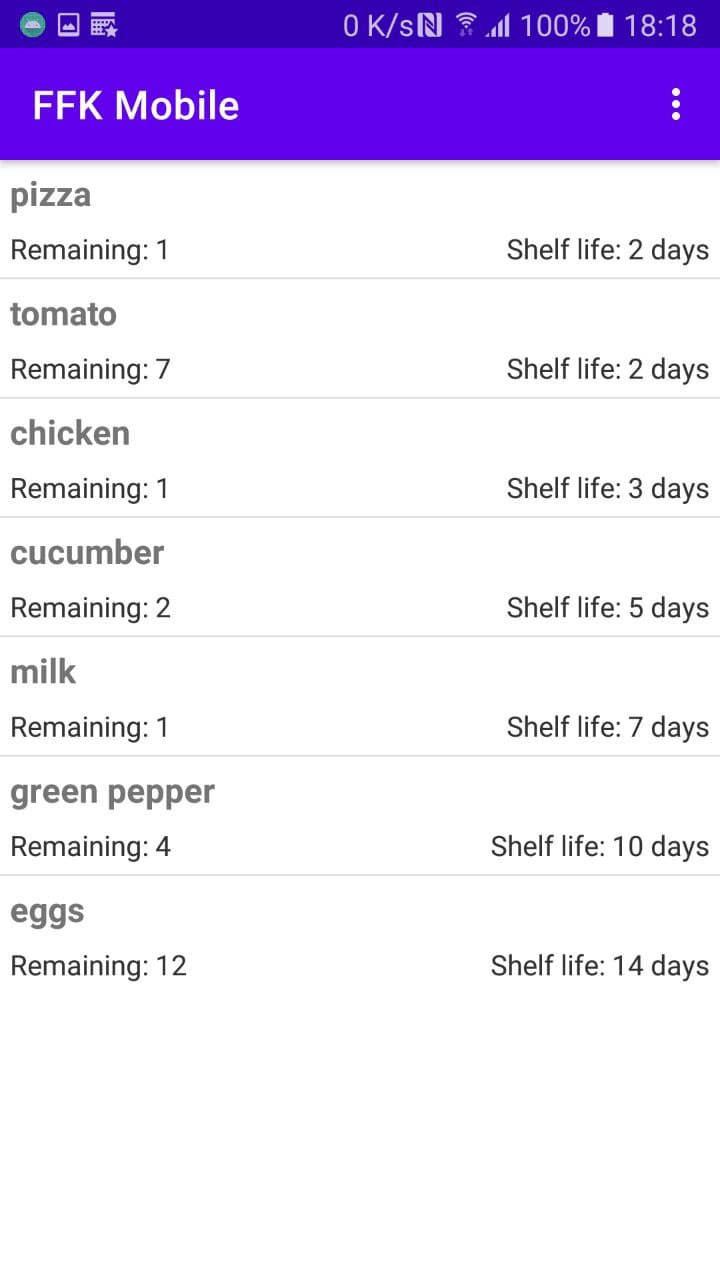 0 K/s 100% 18:18
FFK Mobile
pizza
Remaining: 1 Shelf life: 2 days
tomato
Remaining: 7 Shelf life: 2 days
chicken
Remaining: 1 Shelf life: 3 days
cucumber
Remaining: 2 Shelf life: 5 days
milk
Remaining: 1 Shelf life: 7 days
green pepper
Remaining: 4 Shelf life: 10 days
eggs
Remaining: 12 Shelf life: 14 days